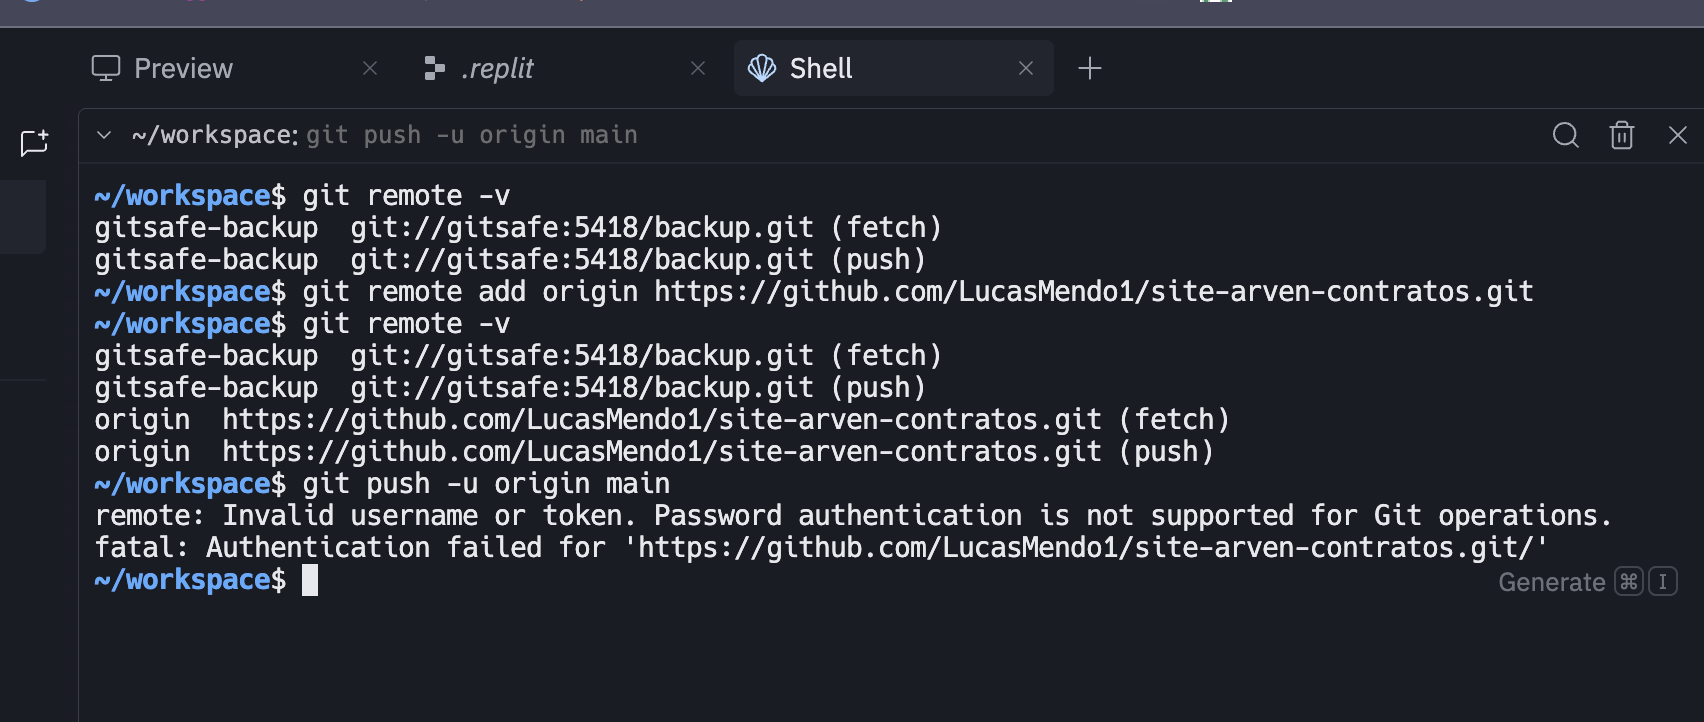 Preview
.replit
Shell
~/workspace: git push -u origin main
~/workspace$ git remote -v
gitsafe-backup  git://gitsafe:5418/backup.git (fetch)
gitsafe-backup  git://gitsafe:5418/backup.git (push)
~/workspace$ git remote add origin https://github.com/LucasMendo1/site-arven-contratos.git
~/workspace$ git remote -v
gitsafe-backup  git://gitsafe:5418/backup.git (fetch)
gitsafe-backup  git://gitsafe:5418/backup.git (push)
origin  https://github.com/LucasMendo1/site-arven-contratos.git (fetch)
origin  https://github.com/LucasMendo1/site-arven-contratos.git (push)
~/workspace$ git push -u origin main
remote: Invalid username or token. Password authentication is not supported for Git operations.
fatal: Authentication failed for 'https://github.com/LucasMendo1/site-arven-contratos.git/'
~/workspace$
Generate ⌘ I